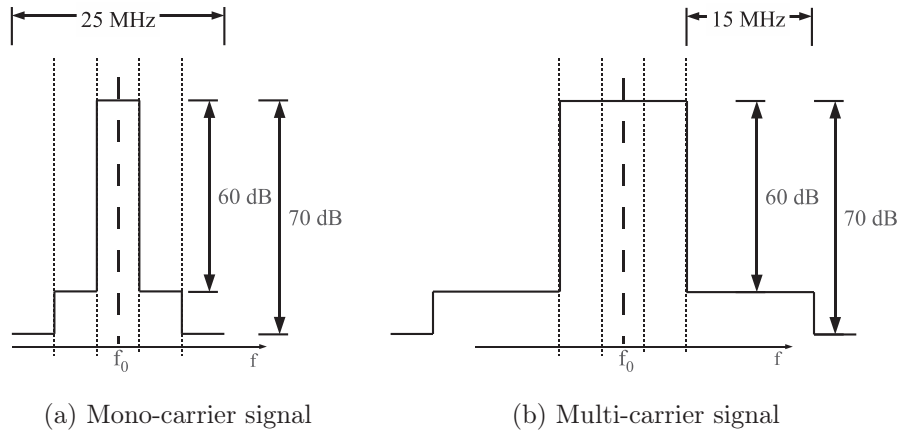 25 MHz
15 MHz
60 dB
70 dB
60 dB
70 dB
f₀
f
f₀
f
(a) Mono-carrier signal
(b) Multi-carrier signal